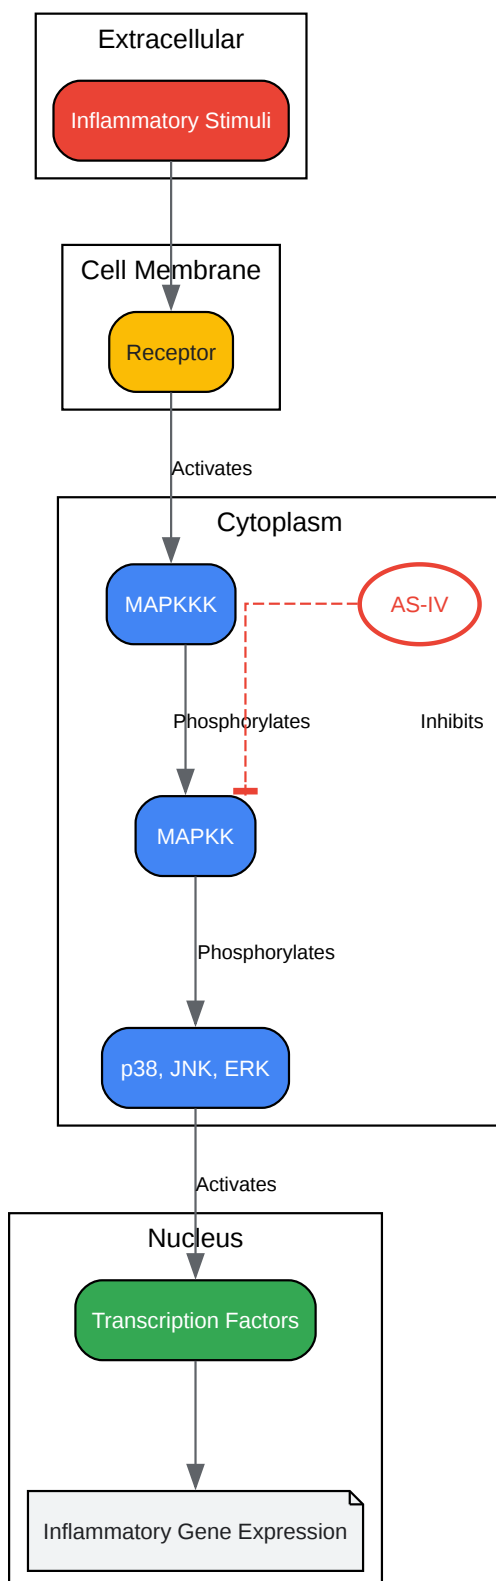 Extracellular
Inflammatory Stimuli
Cell Membrane
Receptor
Activates
Cytoplasm
MAPKKK
AS-IV
Phosphorylates
Inhibits
MAPKK
Phosphorylates
p38, JNK, ERK
Activates
Nucleus
Transcription Factors
Inflammatory Gene Expression